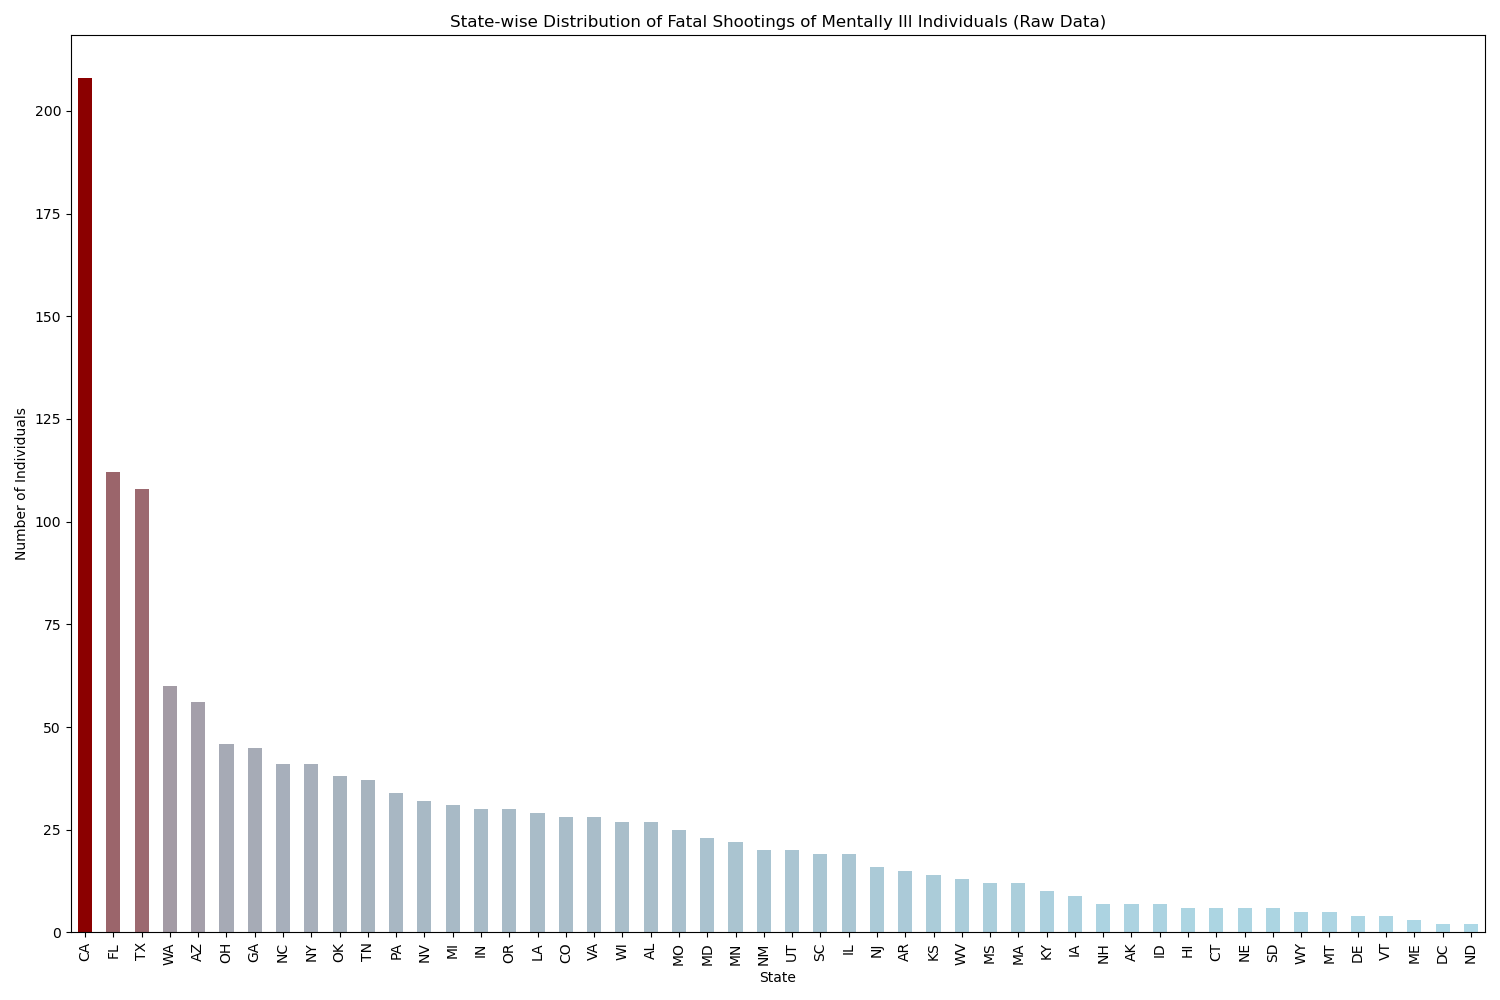 State-wise Distribution of Fatal Shootings of Mentally Ill Individuals (Raw Data)
Number of Individuals
200
175
150
125
100
75
50
25
0
CA FL TX WA AZ OH GA NC NY OK TN PA NV MI IN OR LA CO VA WI AL MO MD MN NM UT SC IL NJ AR KS WV MS MA KY IA NH AK ID HI CT NE SD WY MT DE VT ME DC ND
State